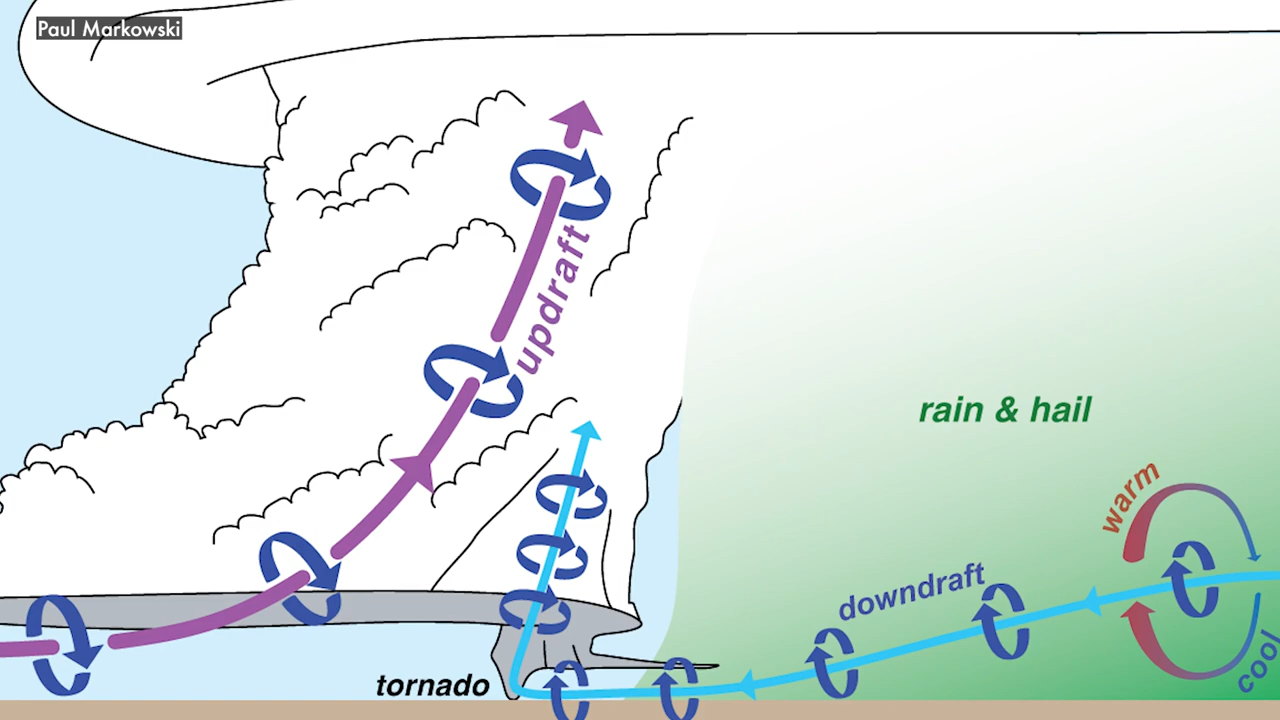 Paul Markowski
updraft
rain & hail
warm
downdraft
cool
tornado